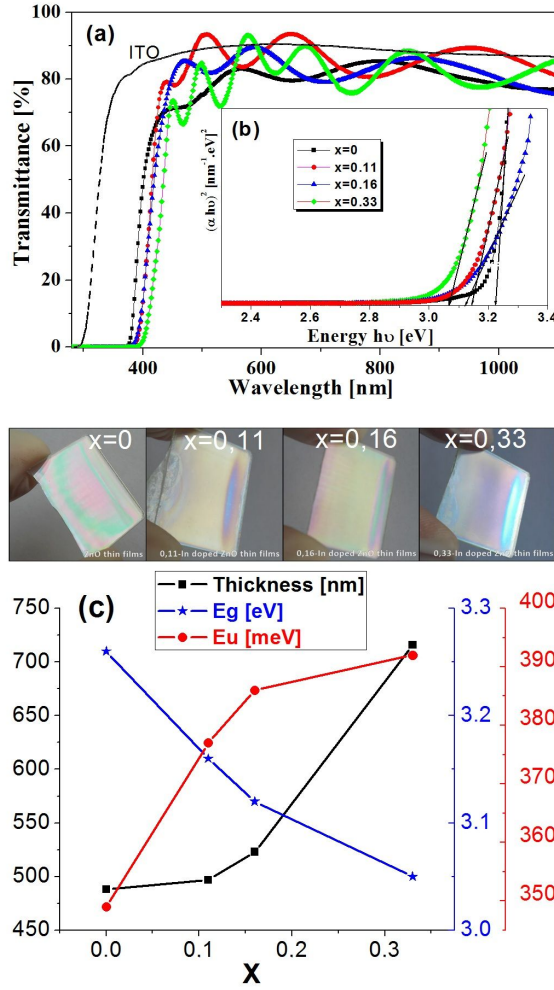 (a)
ITO
100
80
60
40
20
0
Transmittance [%]
400
600
800
1000
Wavelength [nm]
(b)
(α hυ)² [nm⁻¹.eV]²
x=0
x=0.11
x=0.16
x=0.33
2.4
2.6
2.8
3.0
3.2
3.4
Energy hυ [eV]
x=0
x=0,11
x=0,16
x=0,33
ZnO thin films
0,11-In doped ZnO thin films
0,16-In doped ZnO thin films
0,33-In doped ZnO thin films
(c)
Thickness [nm]
Eg [eV]
Eu [meV]
750
700
650
600
550
500
450
0.0
0.1
0.2
0.3
X
3.3
3.2
3.1
3.0
400
390
380
370
360
350